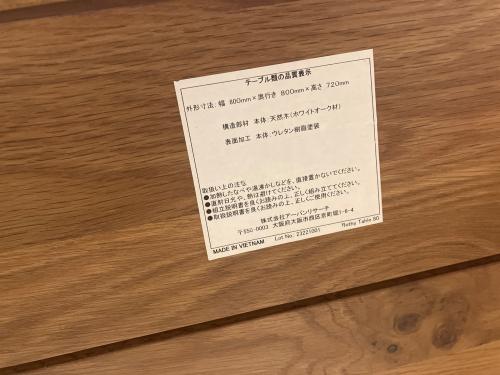 テーブル類の品質表示
外形寸法: 幅 800mm×奥行き 800mm×高さ 720mm
構造部材 本体: 天然木(ホワイトオーク材)
表面加工 本体: ウレタン樹脂塗装
取扱い上の注意
●加熱したなべや湯沸かしなどを、直接置かないでください。
●直射日光や、熱は避けてください。
●組立説明書を良くお読みの上、正しく組み立ててください。
●取扱説明書を良くお読みの上、正しくご使用ください。
株式会社アーバンリサーチ
〒550-0003 大阪府大阪市西区京町堀1-6-4
MADE IN VIETNAM Lot No. 23221001 Rothy Table 80